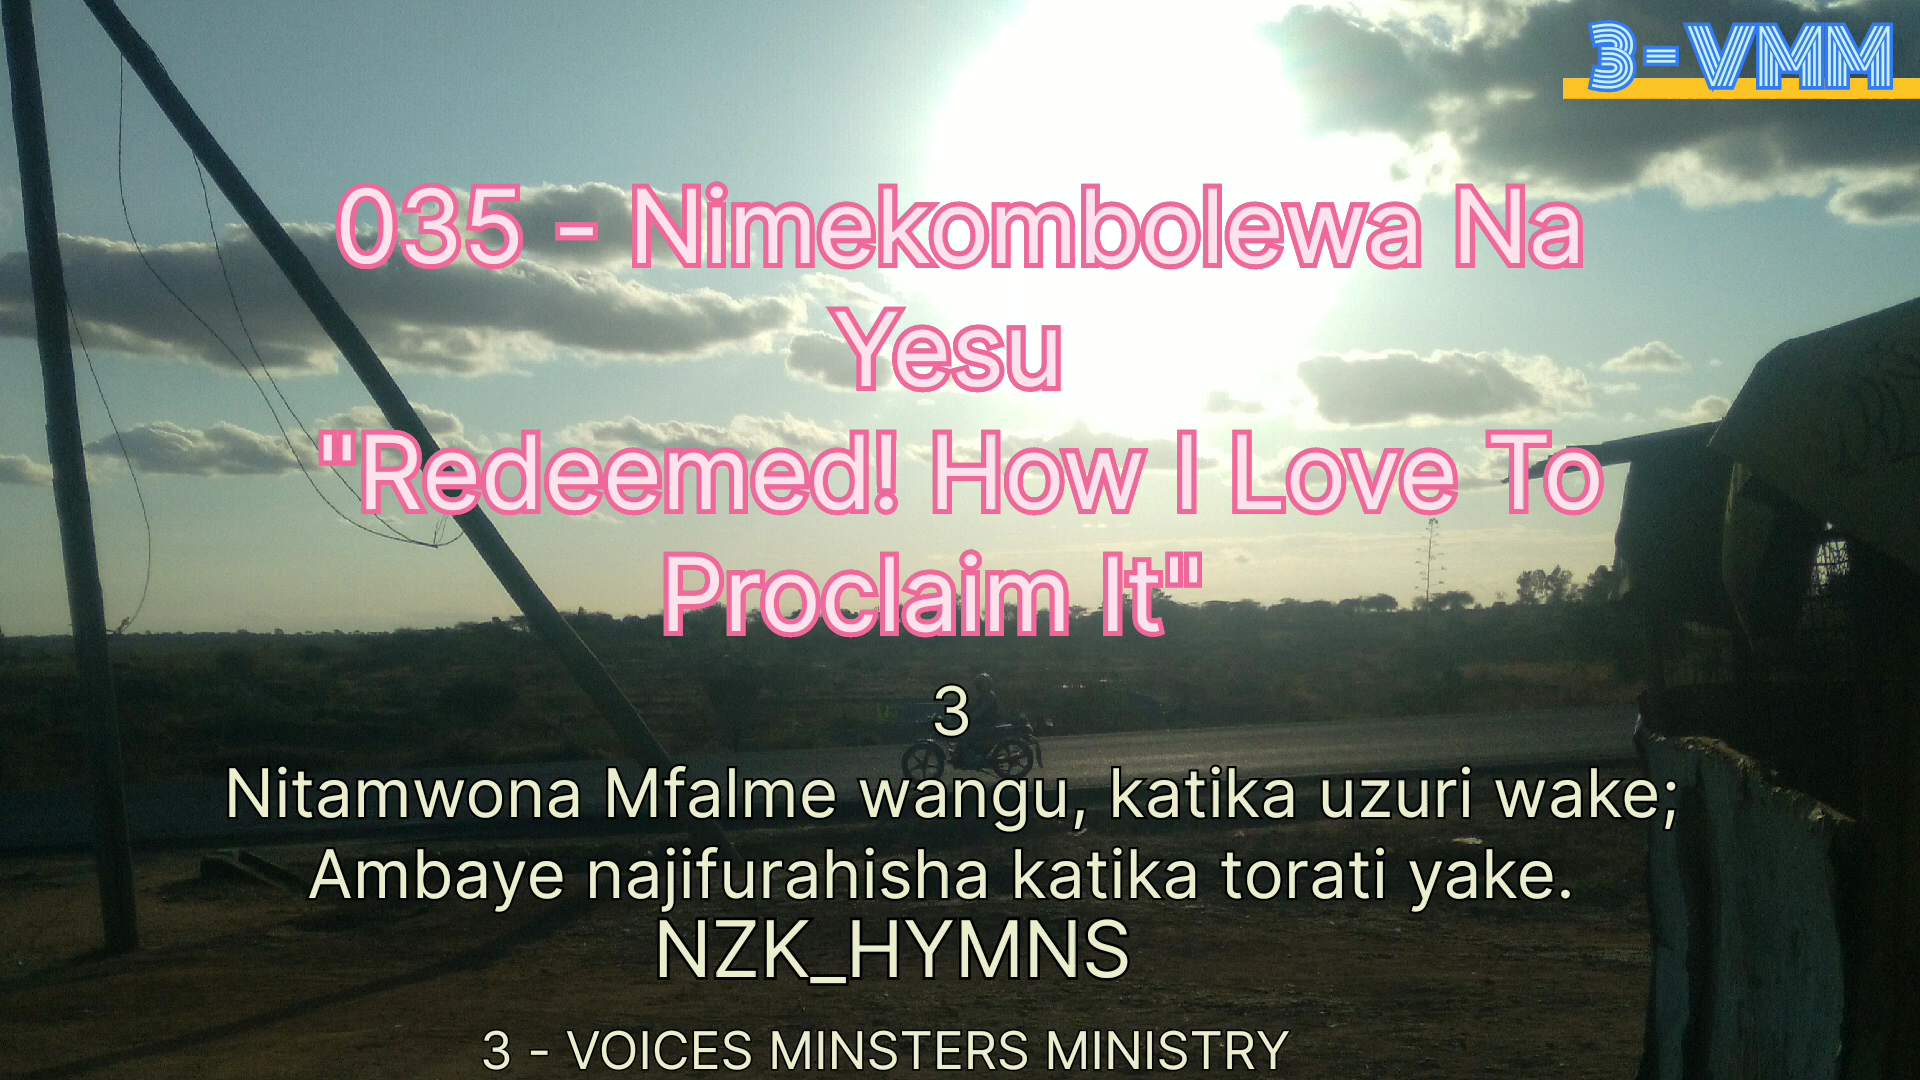 3-VMM
035 - Nimekombolewa Na
Yesu
"Redeemed! How I Love To
Proclaim It"
3
Nitamwona Mfalme wangu, katika uzuri wake;
Ambaye najifurahisha katika torati yake.
NZK_HYMNS
3 - VOICES MINSTERS MINISTRY